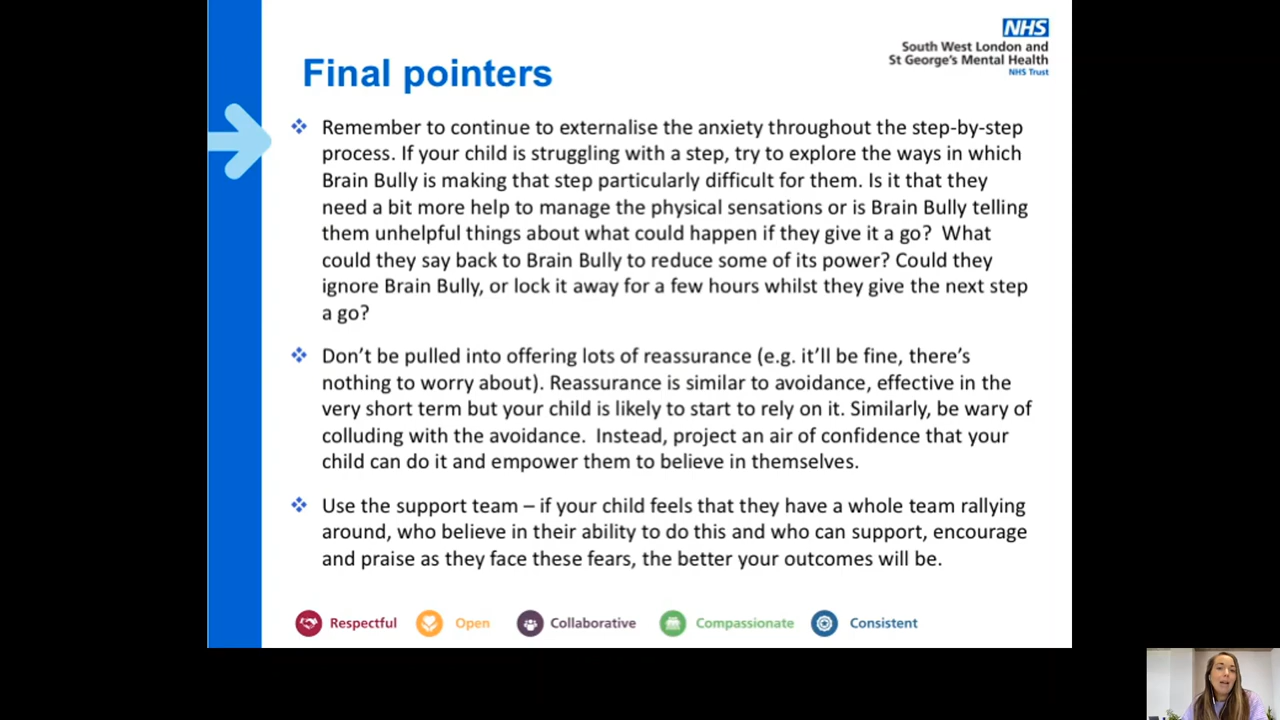 NHS
South West London and
St George's Mental Health
NHS Trust
Final pointers
❖ Remember to continue to externalise the anxiety throughout the step-by-step
process. If your child is struggling with a step, try to explore the ways in which
Brain Bully is making that step particularly difficult for them. Is it that they
need a bit more help to manage the physical sensations or is Brain Bully telling
them unhelpful things about what could happen if they give it a go?  What
could they say back to Brain Bully to reduce some of its power? Could they
ignore Brain Bully, or lock it away for a few hours whilst they give the next step
a go?
❖ Don't be pulled into offering lots of reassurance (e.g. it'll be fine, there's
nothing to worry about). Reassurance is similar to avoidance, effective in the
very short term but your child is likely to start to rely on it. Similarly, be wary of
colluding with the avoidance.  Instead, project an air of confidence that your
child can do it and empower them to believe in themselves.
❖ Use the support team – if your child feels that they have a whole team rallying
around, who believe in their ability to do this and who can support, encourage
and praise as they face these fears, the better your outcomes will be.
Respectful Open Collaborative Compassionate Consistent